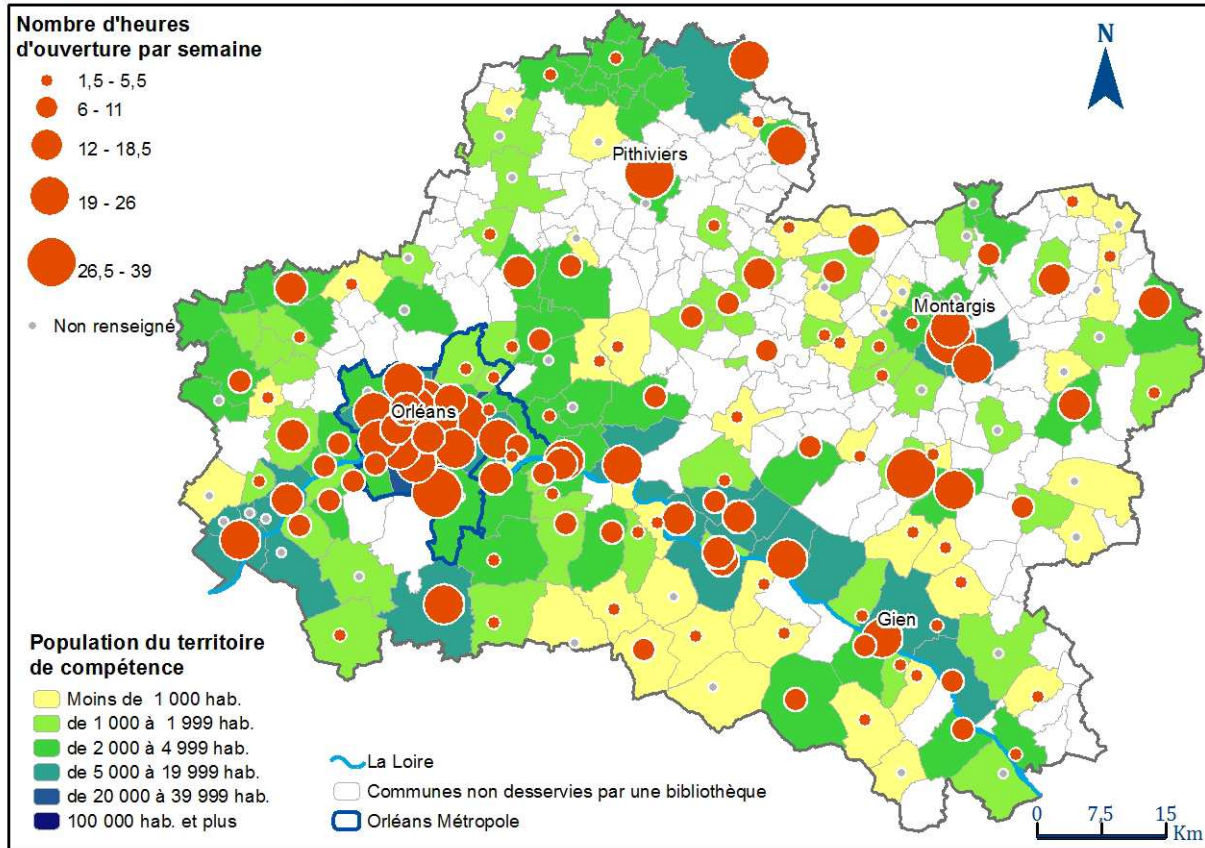 Nombre d'heures
d'ouverture par semaine
1,5 - 5,5
6 - 11
12 - 18,5
19 - 26
26,5 - 39
Non renseigné
N
Pithiviers
Montargis
Orléans
Gien
Population du territoire
de compétence
Moins de 1 000 hab.
de 1 000 à 1 999 hab.
de 2 000 à 4 999 hab.
de 5 000 à 19 999 hab.
de 20 000 à 39 999 hab.
100 000 hab. et plus
La Loire
Communes non desservies par une bibliothèque
Orléans Métropole
0 7,5 15
Km